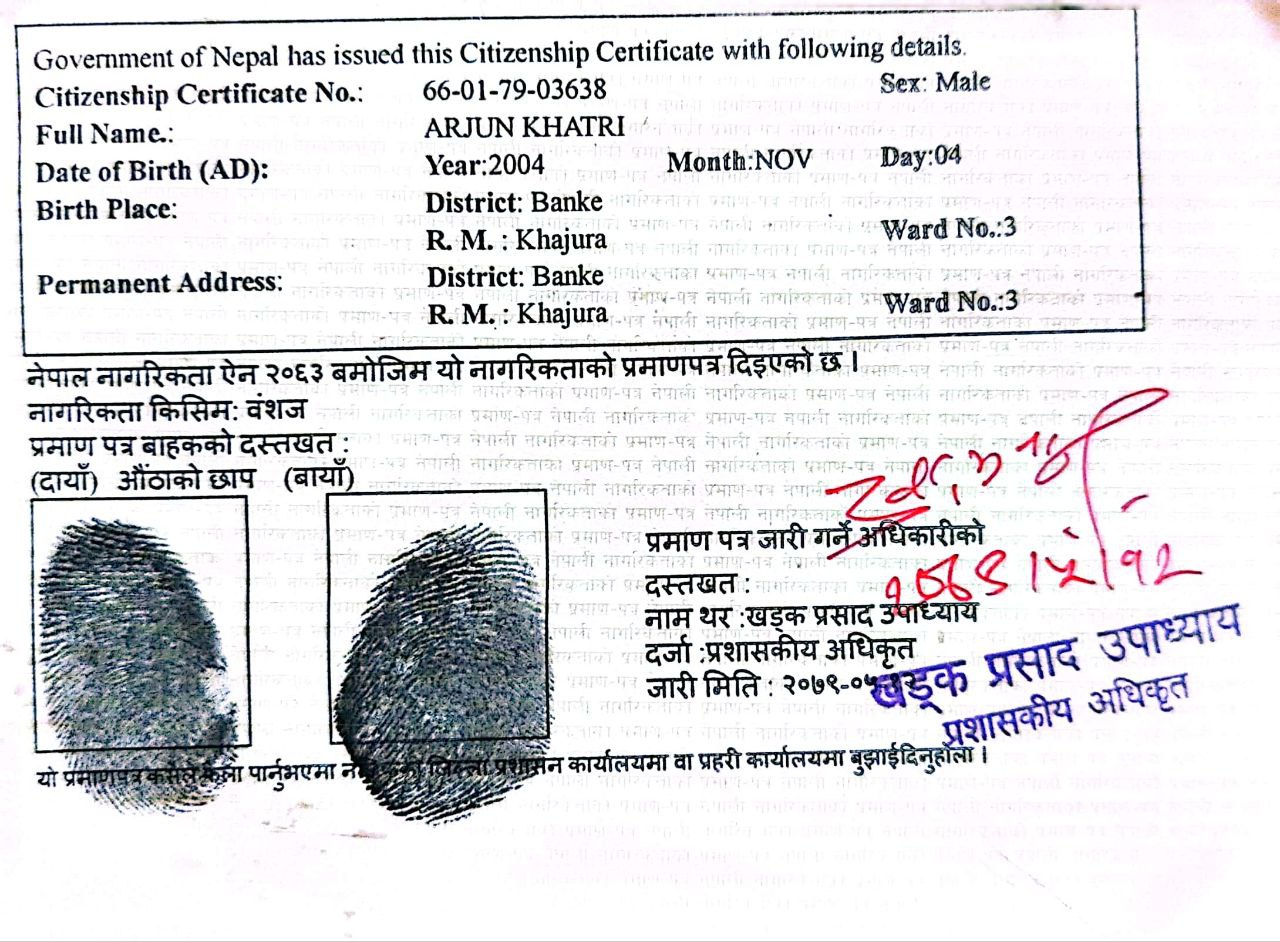 Government of Nepal has issued this Citizenship Certificate with following details.
Citizenship Certificate No.: 66-01-79-03638 Sex: Male
Full Name.: ARJUN KHATRI
Date of Birth (AD): Year:2004 Month:NOV Day:04
Birth Place: District: Banke
R. M. : Khajura Ward No.:3
Permanent Address: District: Banke
R. M. : Khajura Ward No.:3
नेपाल नागरिकता ऐन २०६३ बमोजिम यो नागरिकताको प्रमाणपत्र दिइएको छ ।
नागरिकता किसिम: वंशज
प्रमाण पत्र बाहकको दस्तखत :
(दायाँ) औंठाको छाप (बायाँ)
प्रमाण पत्र जारी गर्ने अधिकारीको
दस्तखत :
नाम थर :खड्क प्रसाद उपाध्याय
दर्जा :प्रशासकीय अधिकृत
जारी मिति : २०७९-०५
खड्क प्रसाद उपाध्याय
प्रशासकीय अधिकृत
यो प्रमाणपत्र कसैले फेला पार्नुभएमा जिल्ला प्रशासन कार्यालयमा वा प्रहरी कार्यालयमा बुझाईदिनुहोला ।